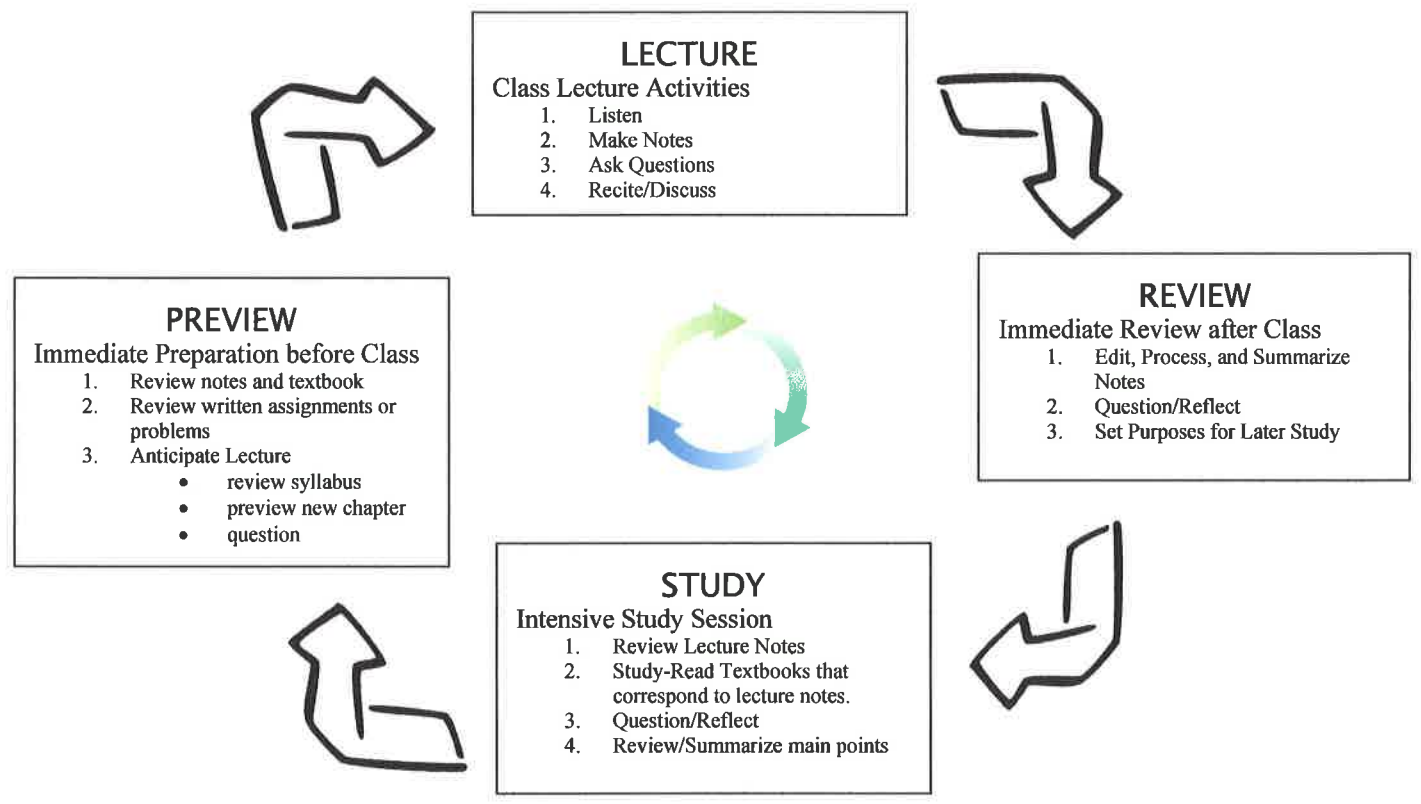 LECTURE
Class Lecture Activities
1. Listen
2. Make Notes
3. Ask Questions
4. Recite/Discuss
REVIEW
Immediate Review after Class
1. Edit, Process, and Summarize
Notes
2. Question/Reflect
3. Set Purposes for Later Study
STUDY
Intensive Study Session
1. Review Lecture Notes
2. Study-Read Textbooks that
correspond to lecture notes.
3. Question/Reflect
4. Review/Summarize main points
PREVIEW
Immediate Preparation before Class
1. Review notes and textbook
2. Review written assignments or
problems
3. Anticipate Lecture
• review syllabus
• preview new chapter
• question